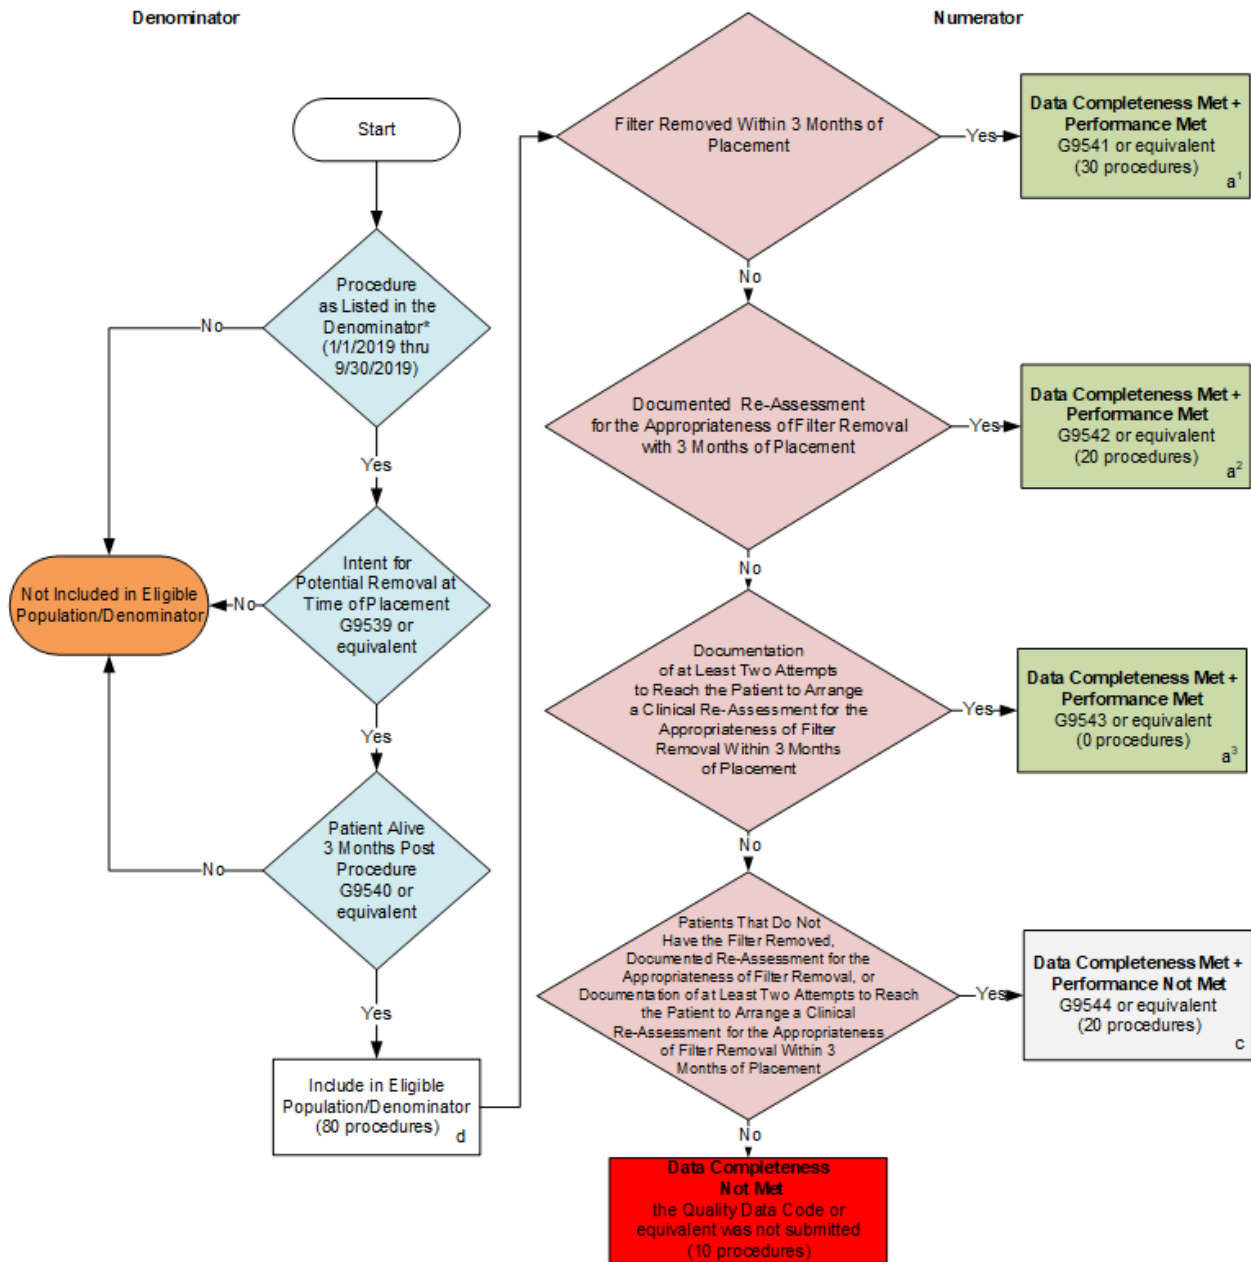 Denominator
Numerator
Start
Procedure
as Listed in the
Denominator*
(1/1/2019 thru
9/30/2019)
No
Yes
Intent for
Potential Removal at
Time of Placement
G9539 or
equivalent
No
Not Included in Eligible
Population/Denominator
Yes
Patient Alive
3 Months Post
Procedure
G9540 or
equivalent
No
Yes
Include in Eligible
Population/Denominator
(80 procedures)
d
Filter Removed Within 3 Months of
Placement
Yes
Data Completeness Met +
Performance Met
G9541 or equivalent
(30 procedures)
a¹
No
Documented Re-Assessment
for the Appropriateness of Filter Removal
with 3 Months of Placement
Yes
Data Completeness Met +
Performance Met
G9542 or equivalent
(20 procedures)
a²
No
Documentation
of at Least Two Attempts
to Reach the Patient to Arrange
a Clinical Re-Assessment for the
Appropriateness of Filter
Removal Within 3 Months
of Placement
Yes
Data Completeness Met +
Performance Met
G9543 or equivalent
(0 procedures)
a³
No
Patients That Do Not
Have the Filter Removed,
Documented Re-Assessment for the
Appropriateness of Filter Removal, or
Documentation of at Least Two Attempts to Reach
the Patient to Arrange a Clinical
Re-Assessment for the Appropriateness
of Filter Removal Within 3
Months of Placement
Yes
Data Completeness Met +
Performance Not Met
G9544 or equivalent
(20 procedures)
c
No
Data Completeness
Not Met
the Quality Data Code or
equivalent was not submitted
(10 procedures)